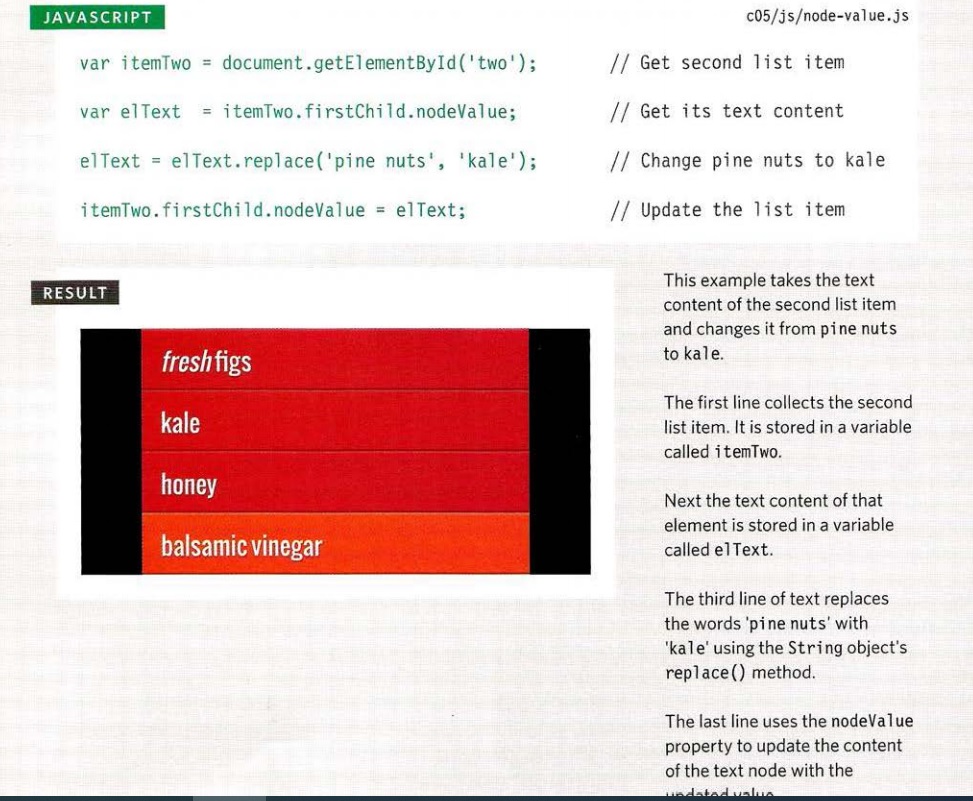 JAVASCRIPT
c05/js/node-value.js
var itemTwo = document.getElementById('two'); // Get second list item
var elText = itemTwo.firstChild.nodeValue; // Get its text content
elText = elText.replace('pine nuts', 'kale'); // Change pine nuts to kale
itemTwo.firstChild.nodeValue = elText; // Update the list item
RESULT
fresh figs
kale
honey
balsamic vinegar
This example takes the text
content of the second list item
and changes it from pine nuts
to kale.
The first line collects the second
list item. It is stored in a variable
called itemTwo.
Next the text content of that
element is stored in a variable
called elText.
The third line of text replaces
the words 'pine nuts' with
'kale' using the String object's
replace() method.
The last line uses the nodeValue
property to update the content
of the text node with the
updated value.